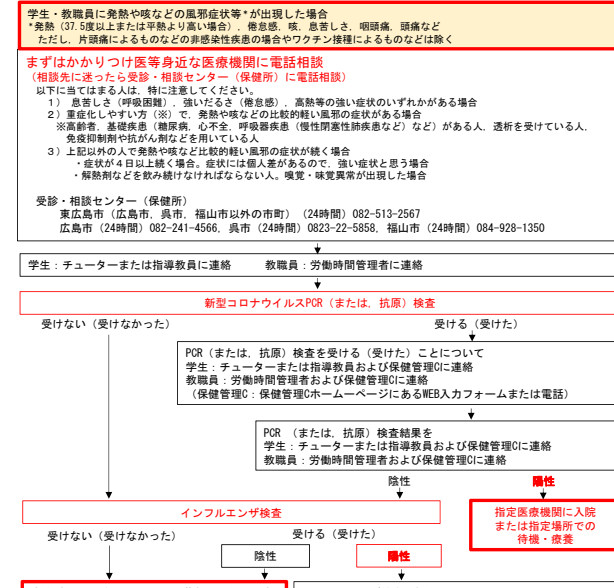 学生・教職員に発熱や咳などの風邪症状等*が出現した場合
*発熱（37.5度以上または平熱より高い場合），倦怠感，咳，息苦しさ，咽頭痛，頭痛など
ただし，片頭痛によるものなどの非感染性疾患の場合やワクチン接種によるものなどは除く
まずはかかりつけ医等身近な医療機関に電話相談
（相談先に迷ったら受診・相談センター（保健所）に電話相談）
以下に当てはまる人は，特に注意してください。
１）　息苦しさ（呼吸困難），強いだるさ（倦怠感），高熱等の強い症状のいずれかがある場合
２）重症化しやすい方（※）で，発熱や咳などの比較的軽い風邪の症状がある場合
※高齢者，基礎疾患（糖尿病，心不全，呼吸器疾患（慢性閉塞性肺疾患など）など）がある人，透析を受けている人，
免疫抑制剤や抗がん剤などを用いている人
３）上記以外の人で発熱や咳など比較的軽い風邪の症状が続く場合
・症状が４日以上続く場合。症状には個人差があるので，強い症状と思う場合
・解熱剤などを飲み続けなければならない人。嗅覚・味覚異常が出現した場合
受診・相談センター（保健所）
東広島市（広島市，呉市，福山市以外の市町）（24時間）082-513-2567
広島市（24時間）082-241-4566，呉市（24時間）0823-22-5858，福山市（24時間）084-928-1350
学生：チューターまたは指導教員に連絡　　教職員：労働時間管理者に連絡
新型コロナウイルスPCR（または，抗原）検査
受けない（受けなかった）　　受ける（受けた）
PCR（または，抗原）検査を受ける（受けた）ことについて
学生：チューターまたは指導教員および保健管理Cに連絡
教職員：労働時間管理者および保健管理Cに連絡
（保健管理C：保健管理CホームページにあるWEB入力フォームまたは電話）
PCR （または，抗原）検査結果を
学生：チューターまたは指導教員および保健管理Cに連絡
教職員：労働時間管理者および保健管理Cに連絡
陰性　　陽性
インフルエンザ検査
指定医療機関に入院
または指定場所での
待機・療養
受けない（受けなかった）　　受ける（受けた）
陰性　　陽性